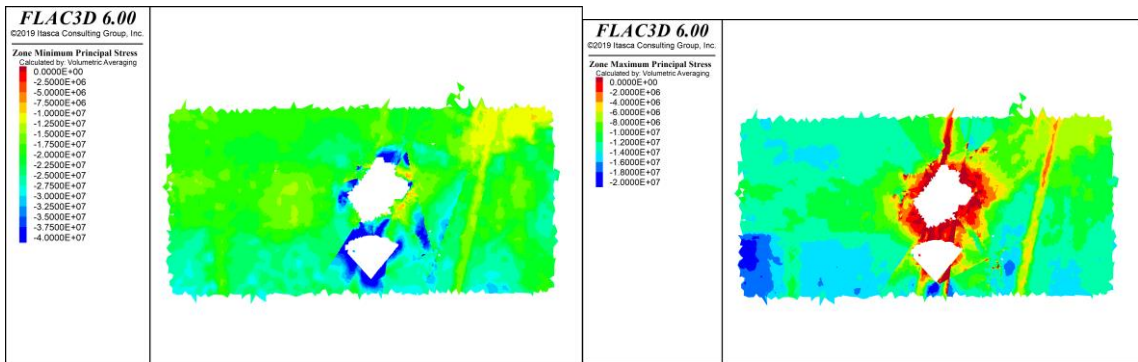 FLAC3D 6.00
©2019 Itasca Consulting Group, Inc.
Zone Minimum Principal Stress
Calculated by: Volumetric Averaging
0.0000E+00
-2.5000E+06
-5.0000E+06
-7.5000E+06
-1.0000E+07
-1.2500E+07
-1.5000E+07
-1.7500E+07
-2.0000E+07
-2.2500E+07
-2.5000E+07
-2.7500E+07
-3.0000E+07
-3.2500E+07
-3.5000E+07
-3.7500E+07
-4.0000E+07
FLAC3D 6.00
©2019 Itasca Consulting Group, Inc.
Zone Maximum Principal Stress
Calculated by: Volumetric Averaging
0.0000E+00
-2.0000E+06
-4.0000E+06
-6.0000E+06
-8.0000E+06
-1.0000E+07
-1.2000E+07
-1.4000E+07
-1.6000E+07
-1.8000E+07
-2.0000E+07